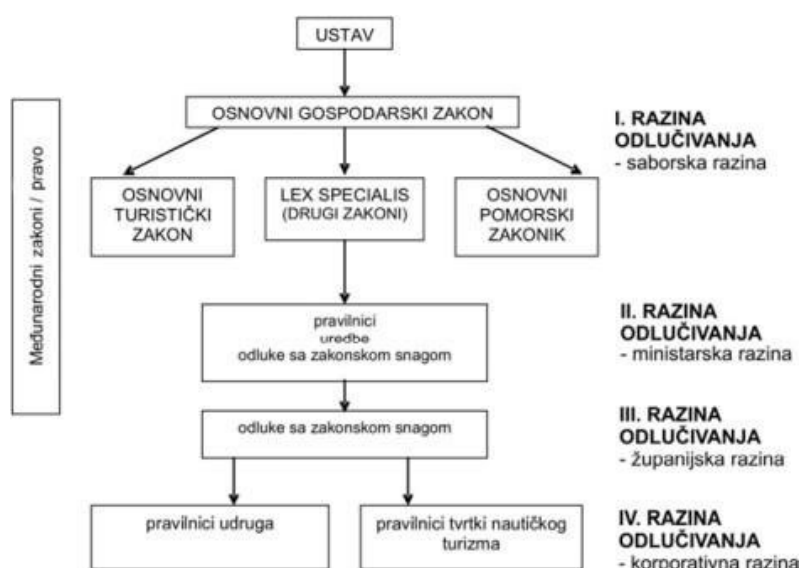 USTAV
OSNOVNI GOSPODARSKI ZAKON
I. RAZINA
ODLUČIVANJA
- saborska razina
Međunarodni zakoni / pravo
OSNOVNI
TURISTIČKI
ZAKON
LEX SPECIALIS
(DRUGI ZAKONI)
OSNOVNI
POMORSKI
ZAKONIK
pravilnici
uredbe
odluke sa zakonskom snagom
II. RAZINA
ODLUČIVANJA
- ministarska razina
odluke sa zakonskom snagom
III. RAZINA
ODLUČIVANJA
- županijska razina
pravilnici udruga
pravilnici tvrtki nautičkog
turizma
IV. RAZINA
ODLUČIVANJA
- korporativna razina